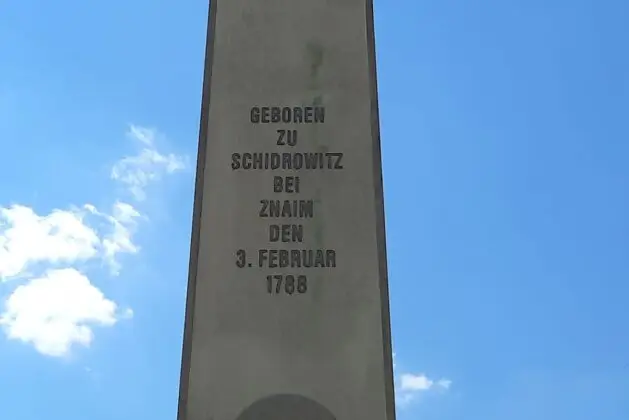 GEBOREN
ZU
SCHIDROWITZ
BEI
ZNAIM
DEN
3. FEBRUAR
1788